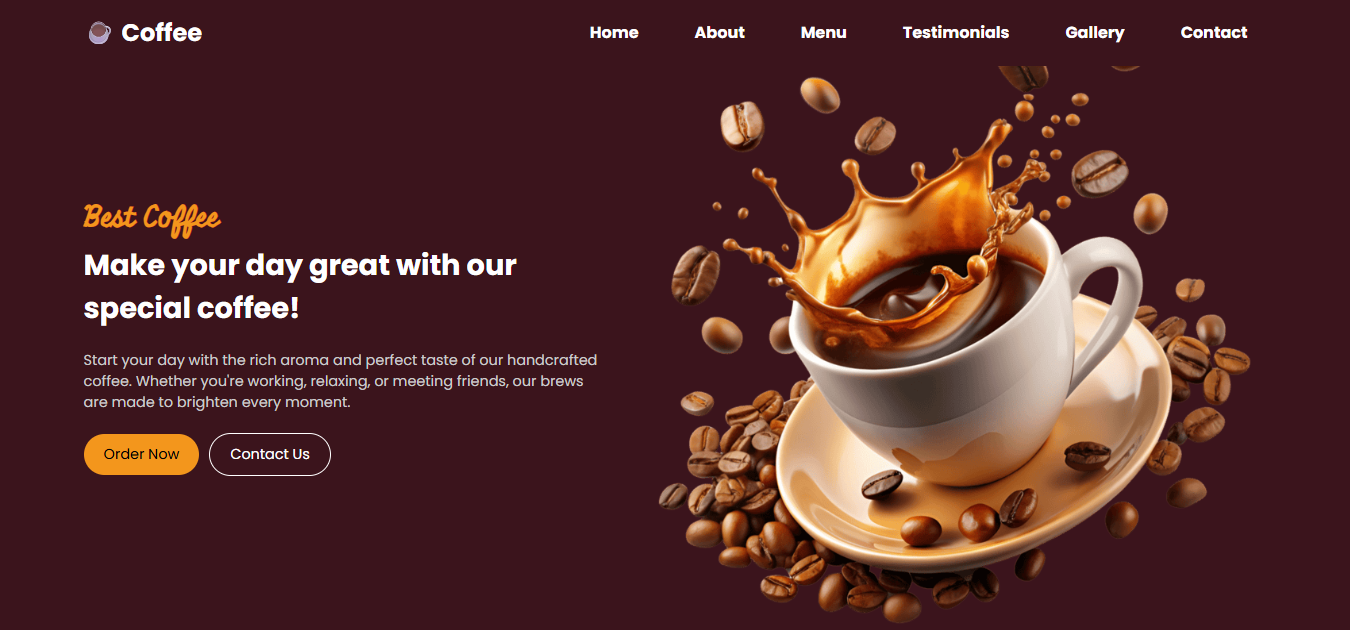 Coffee
Home About Menu Testimonials Gallery Contact
Best Coffee
Make your day great with our
special coffee!
Start your day with the rich aroma and perfect taste of our handcrafted
coffee. Whether you're working, relaxing, or meeting friends, our brews
are made to brighten every moment.
Order Now Contact Us